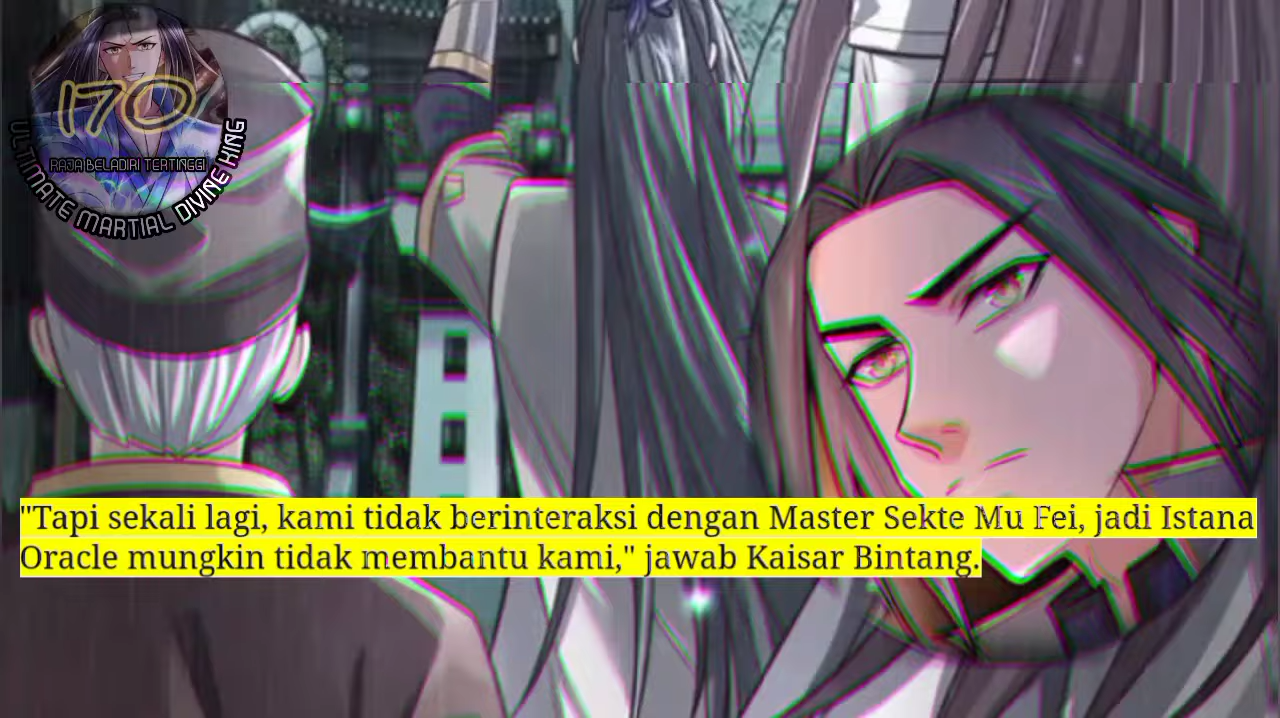 170
RAJA BELADIRI TERTINGGI
ULTIMATE MARTIAL DIVINE KING
"Tapi sekali lagi, kami tidak berinteraksi dengan Master Sekte Mu Fei, jadi Istana
Oracle mungkin tidak membantu kami," jawab Kaisar Bintang.